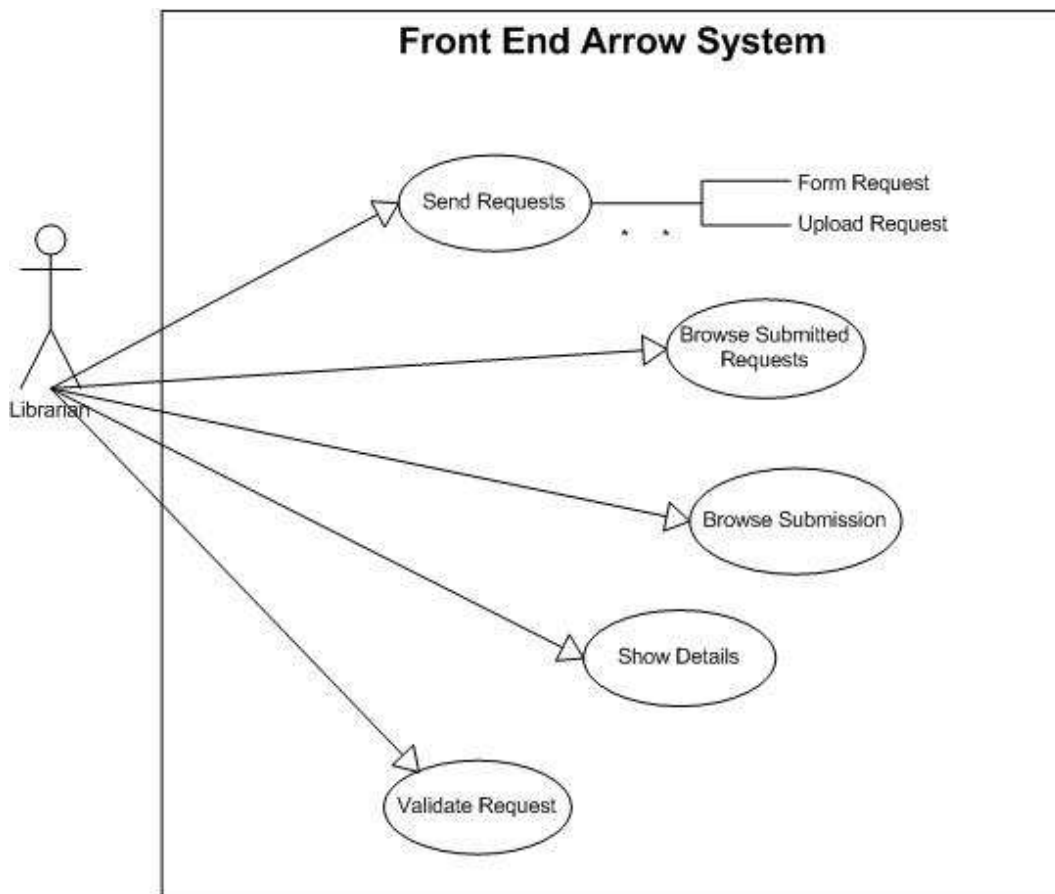 Front End Arrow System
Send Requests
Form Request
Upload Request
* *
Browse Submitted
Requests
Librarian
Browse Submission
Show Details
Validate Request